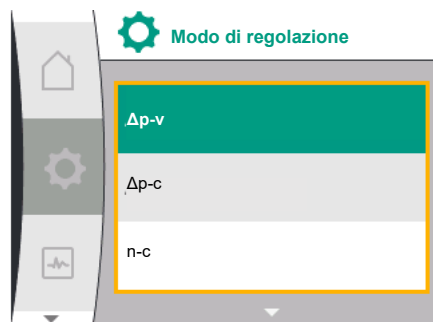 Modo di regolazione
Δp-v
Δp-c
n-c